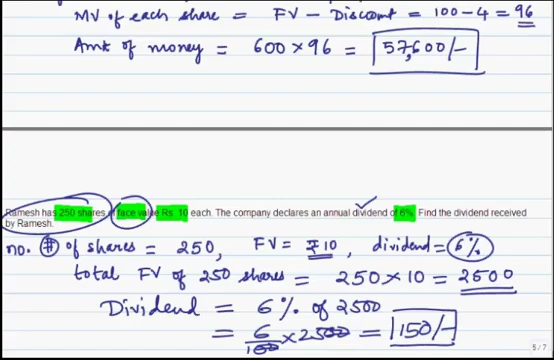 MV of each share = FV - Discount = 100 - 4 = 96
Amt of money = 600 × 96 = 57,600/-
Ramesh has 250 shares of face value Rs. 10 each. The company declares an annual dividend of 6%. Find the dividend received
by Ramesh.
no. # of shares = 250, FV = ₹10, dividend = 6%
total FV of 250 shares = 250 × 10 = 2500
Dividend = 6% of 2500
= 6/100 × 2500 = 150/-
5 / 7